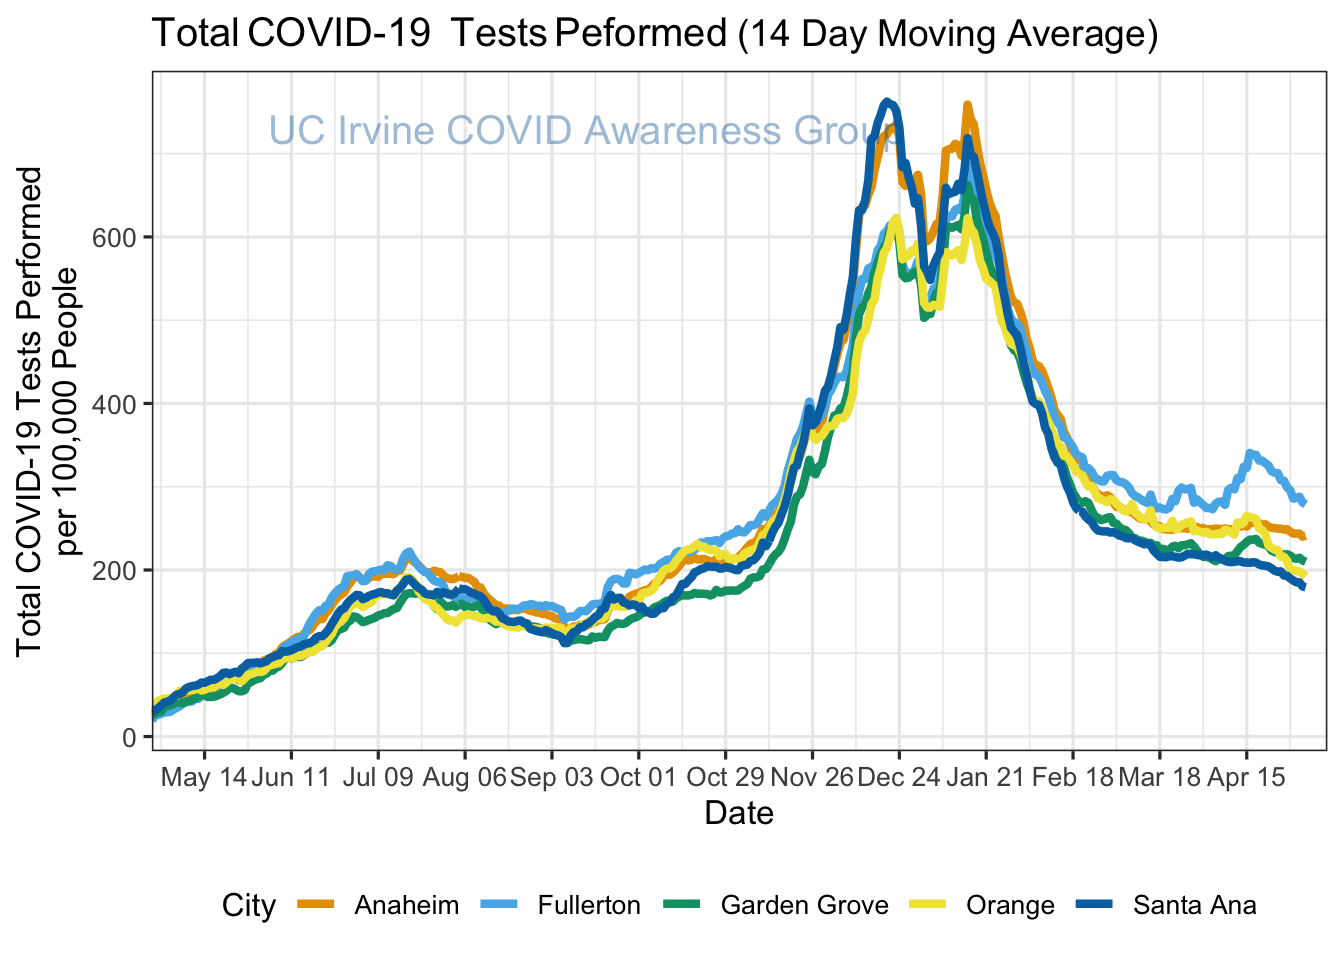 Total COVID-19 Tests Peformed (14 Day Moving Average)
UC Irvine COVID Awareness Group
Total COVID-19 Tests Performed
per 100,000 People
600
400
200
0
May 14 Jun 11 Jul 09 Aug 06 Sep 03 Oct 01 Oct 29 Nov 26 Dec 24 Jan 21 Feb 18 Mar 18 Apr 15
Date
City Anaheim Fullerton Garden Grove Orange Santa Ana